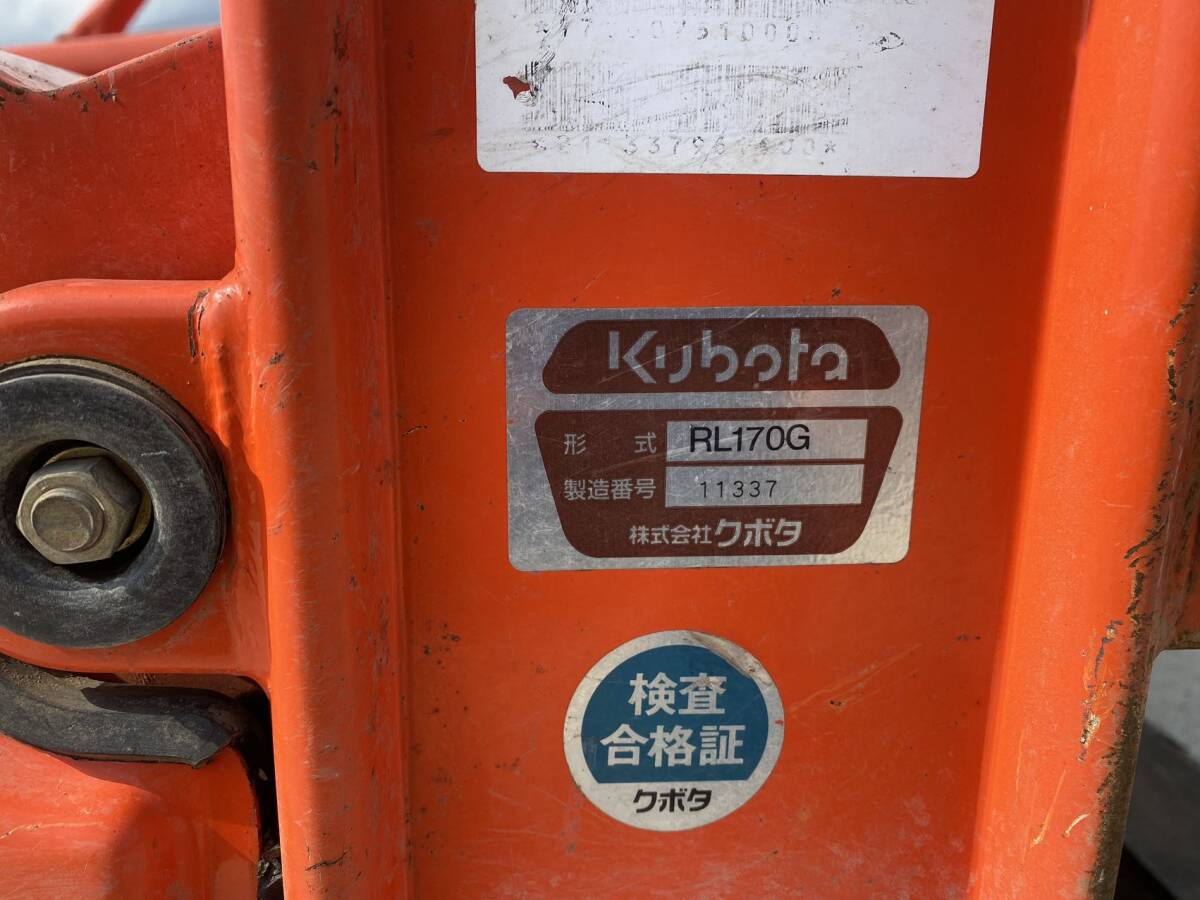 Kubota
形式 RL170G
製造番号 11337
株式会社クボタ
検査
合格証
クボタ